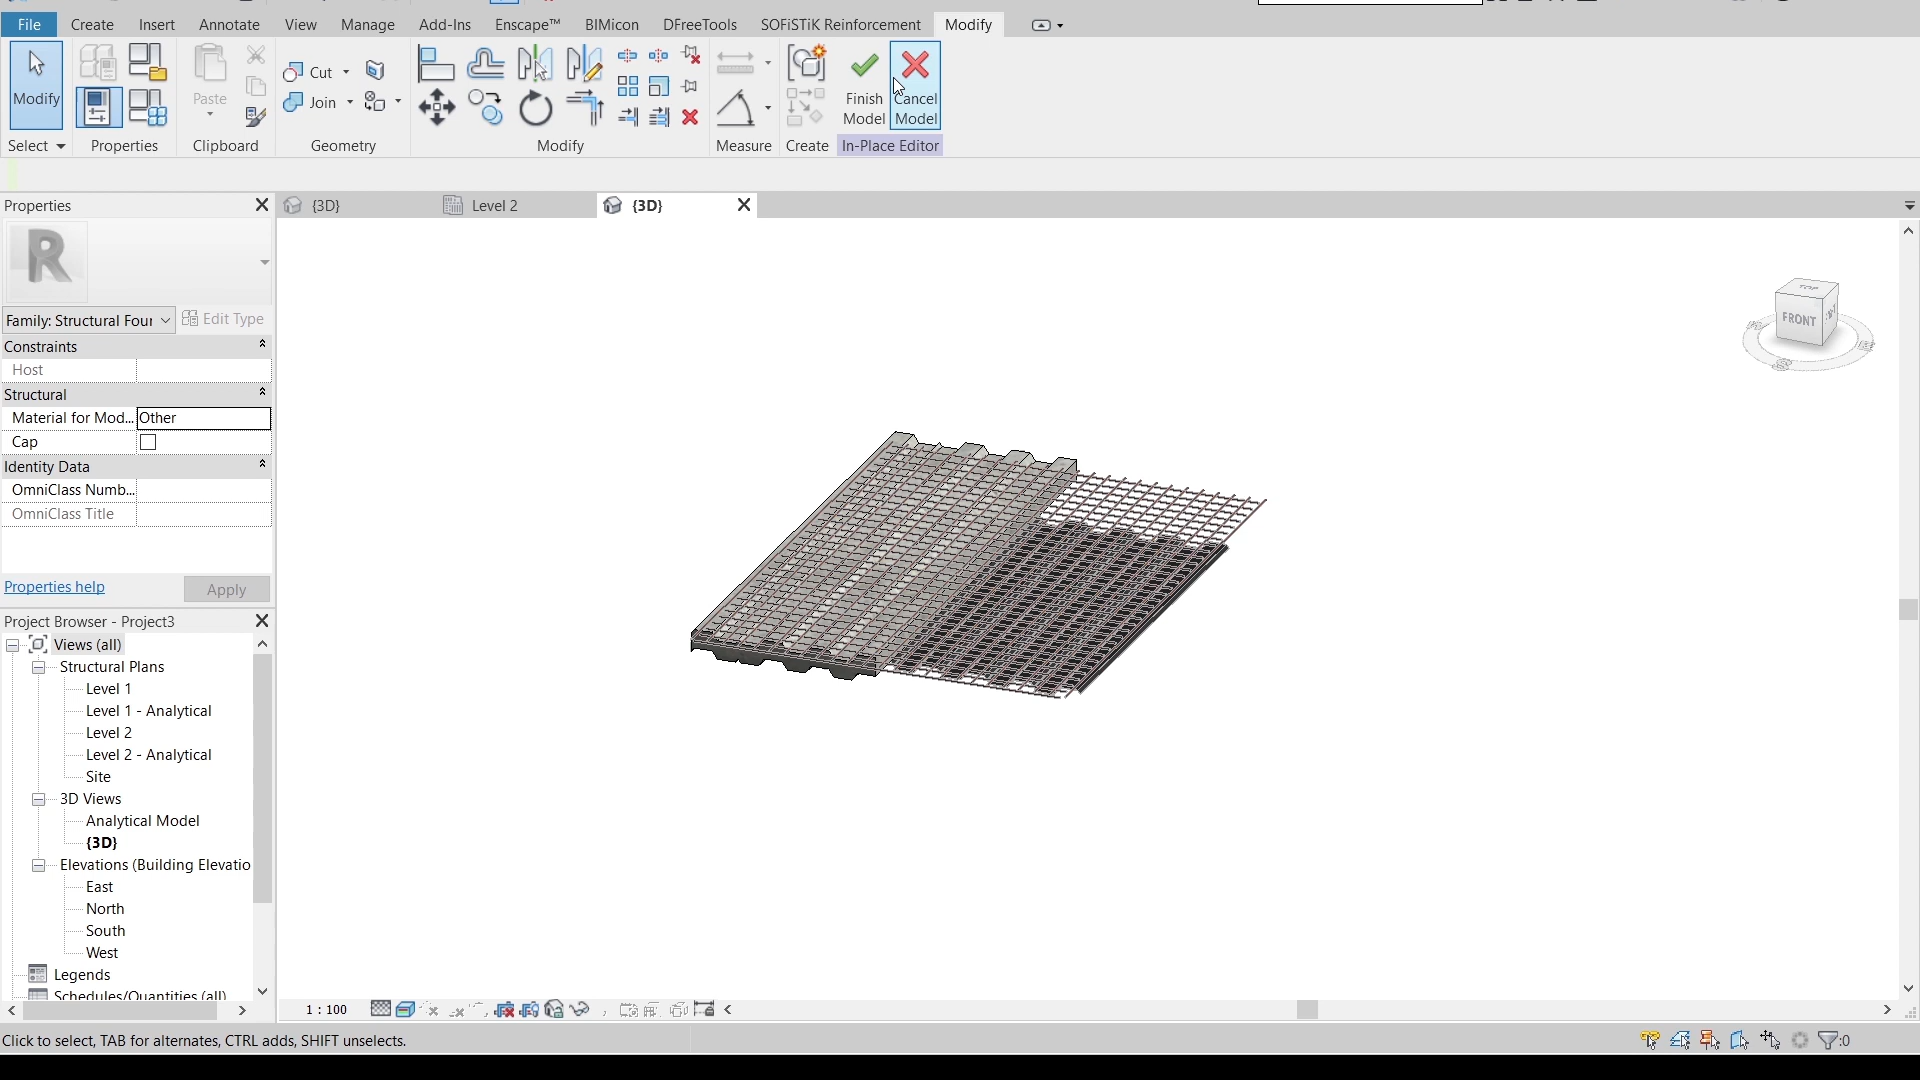 File Create Insert Annotate View Manage Add-Ins Enscape™ BIMicon DFreeTools SOFiSTiK Reinforcement Modify
Modify
Paste
Cut
Join
Finish Model
Cancel Model
Select Properties Clipboard Geometry Modify Measure Create In-Place Editor
Properties
{3D} Level 2 {3D}
R
Family: Structural Four
Edit Type
Constraints
Host
Structural
Material for Mod... Other
Cap
Identity Data
OmniClass Numb...
OmniClass Title
Properties help
Apply
Project Browser - Project3
Views (all)
Structural Plans
Level 1
Level 1 - Analytical
Level 2
Level 2 - Analytical
Site
3D Views
Analytical Model
{3D}
Elevations (Building Elevatio
East
North
South
West
Legends
Schedules/Quantities (all)
TOP
FRONT
1 : 100
Click to select, TAB for alternates, CTRL adds, SHIFT unselects.
:0